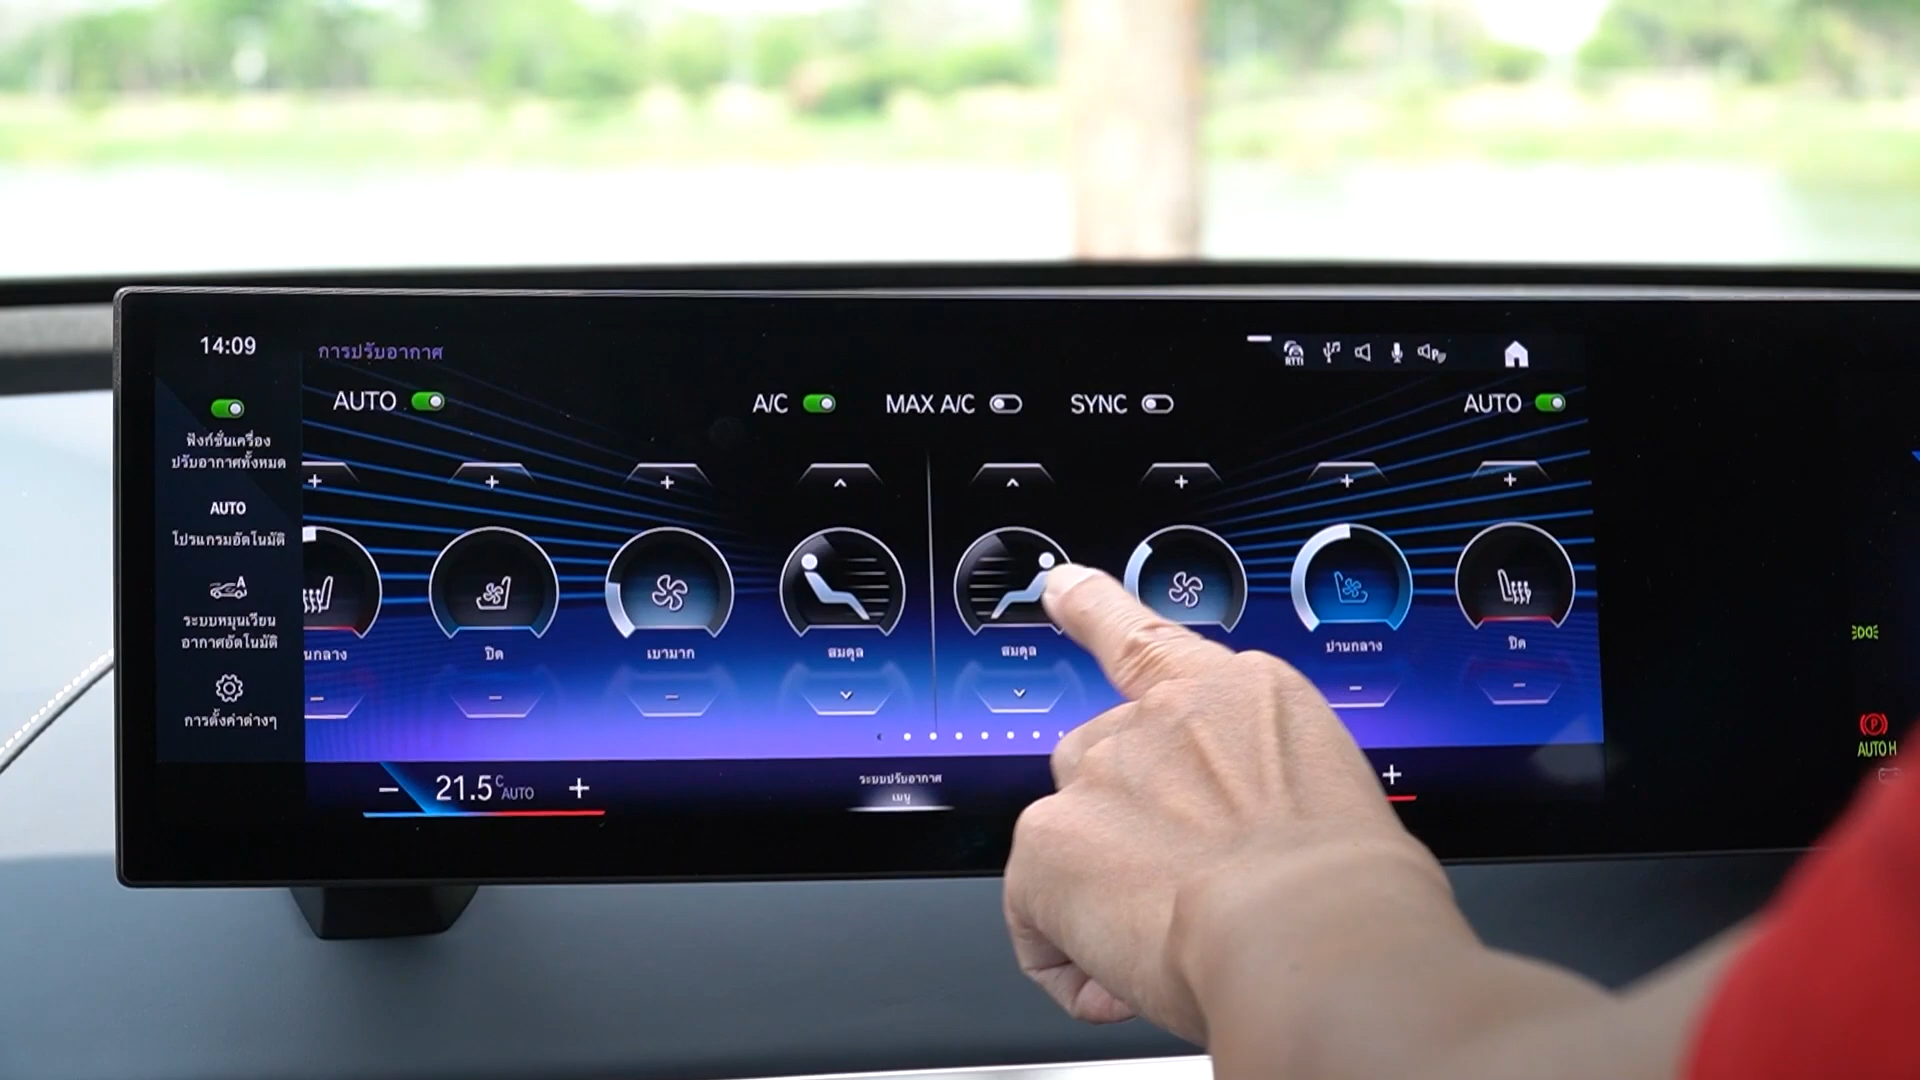 14:09
การปรับอากาศ
RTTI
AUTO
A/C
MAX A/C
SYNC
AUTO
ฟังก์ชั่นเครื่อง
ปรับอากาศทั้งหมด
AUTO
โปรแกรมอัตโนมัติ
A
ระบบหมุนเวียน
อากาศอัตโนมัติ
การตั้งค่าต่างๆ
นกลาง
ปิด
เบามาก
สมดุล
สมดุล
ปานกลาง
ปิด
21.5 C AUTO
ระบบปรับอากาศ
เมนู
P
AUTO H